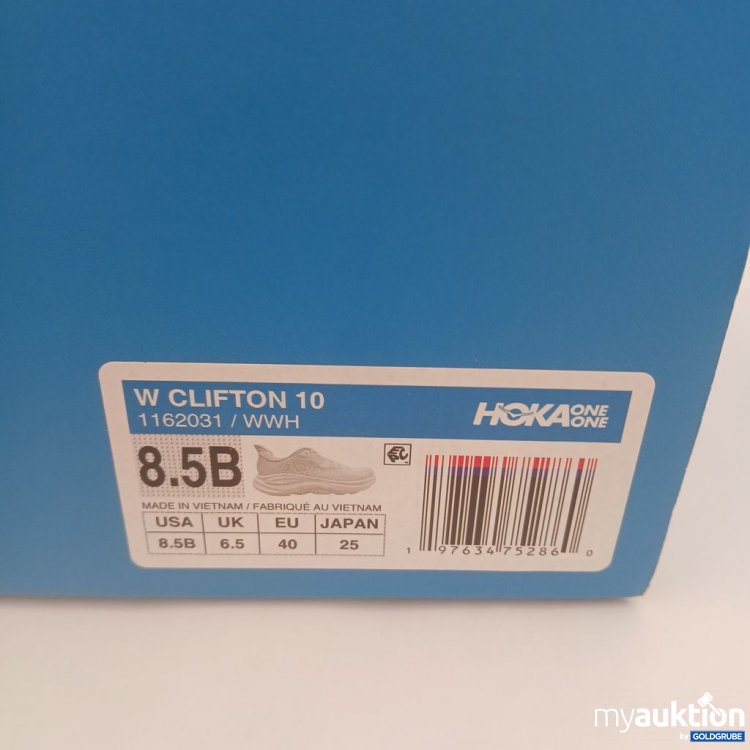 W CLIFTON 10
1162031 / WWH
HOKA ONE ONE
8.5B
EPC
MADE IN VIETNAM / FABRIQUÉ AU VIETNAM
USA UK EU JAPAN
8.5B 6.5 40 25
1 97634 75286 0
myauktion
by GOLDGRUBE